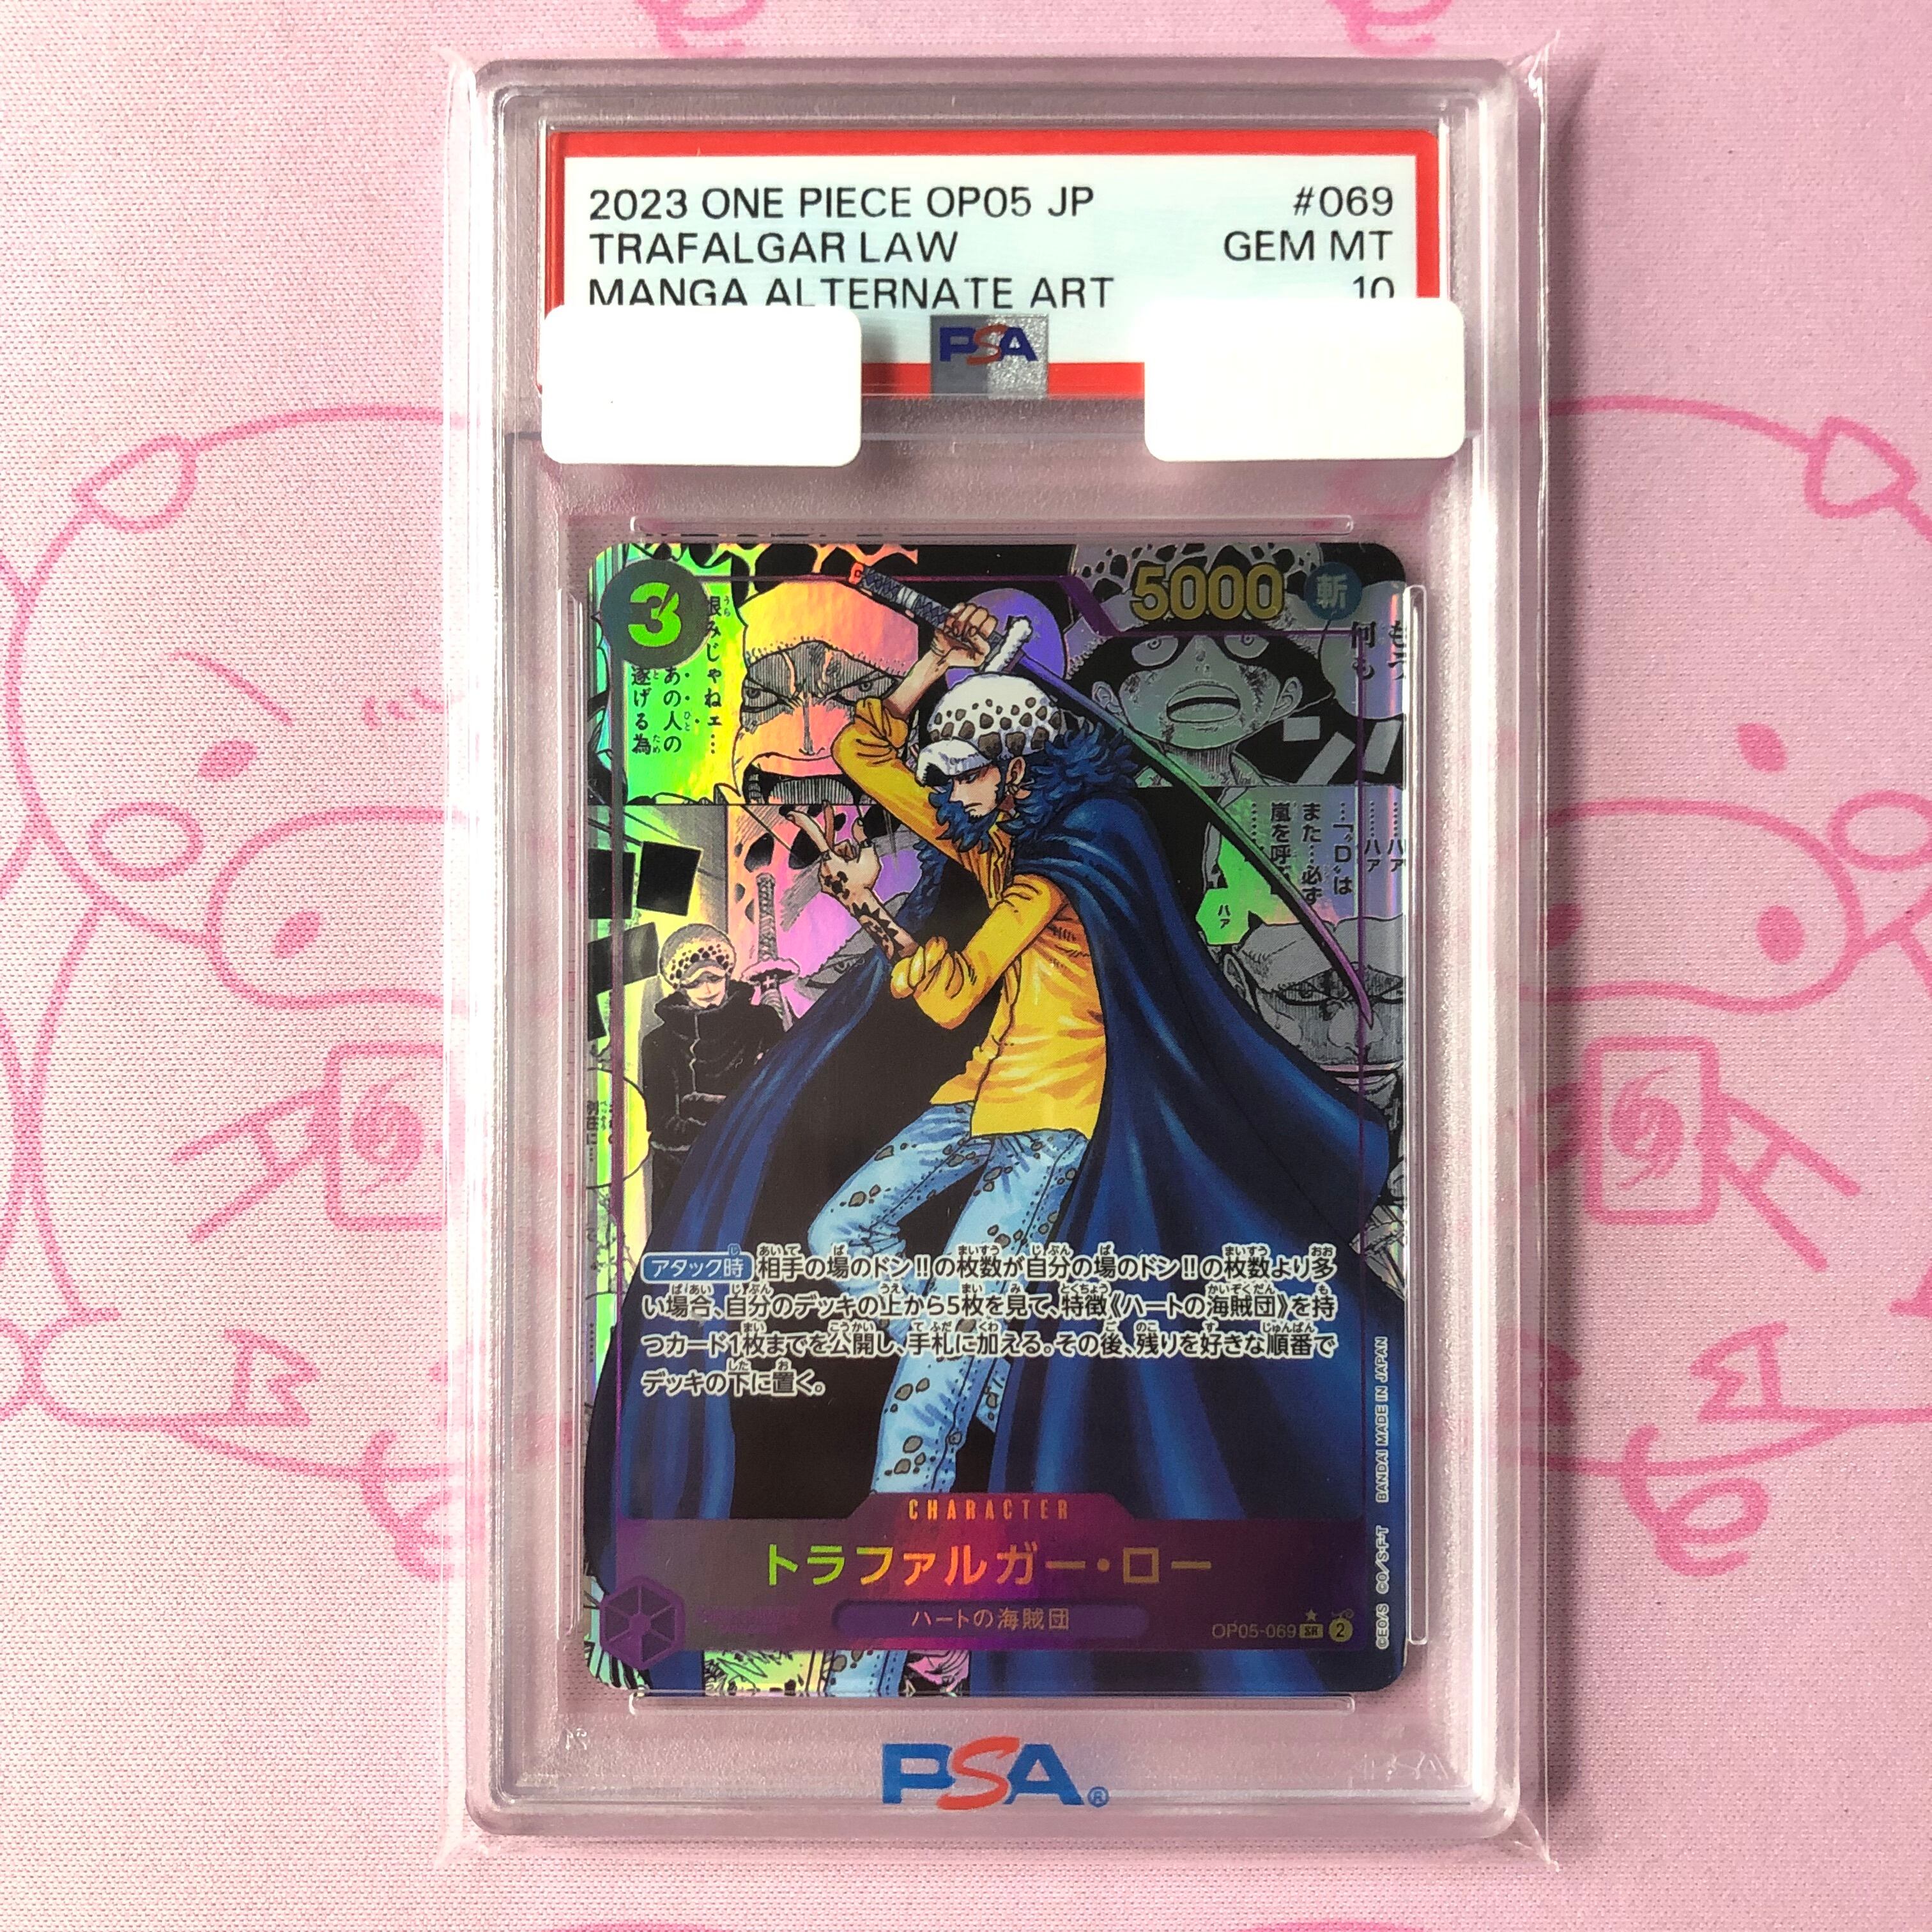 2023 ONE PIECE OP05 JP #069
TRAFALGAR LAW GEM MT
MANGA ALTERNATE ART 10
PSA
3
5000 斬
恨みじゃねェ…
あの人の
遂げる為
もう
何も
ハァ
ハァ
…「"D"は
また…必ず
嵐を呼
ハァ
アタック時 相手の場のドン!!の枚数が自分の場のドン!!の枚数より多
い場合、自分のデッキの上から5枚を見て、特徴《ハートの海賊団》を持
つカード1枚までを公開し、手札に加える。その後、残りを好きな順番で
デッキの下に置く。
CHARACTER
トラファルガー・ロー
ハートの海賊団
OP05-069 SR 2
©EO/S CO/S·F·T BANDAI MADE IN JAPAN
PSA®